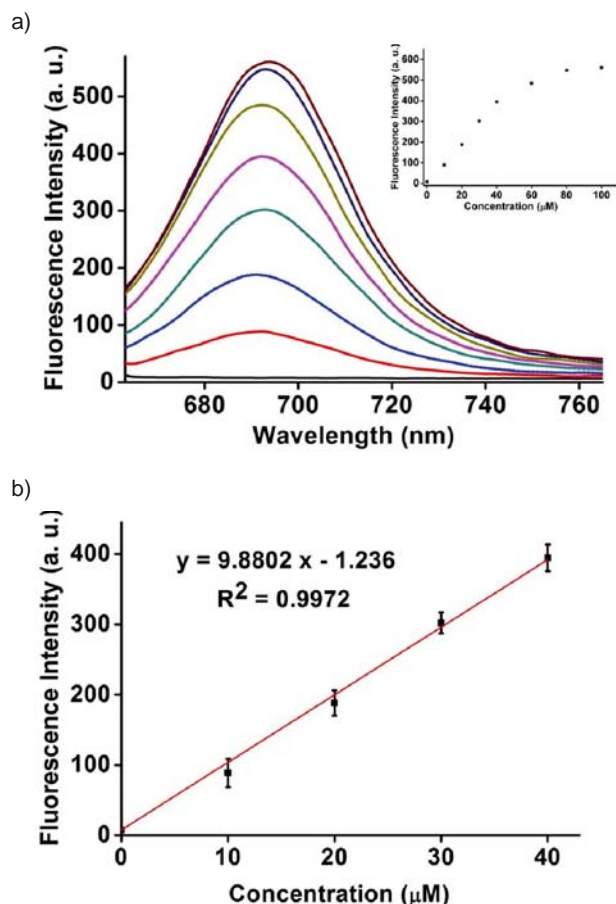 a)
Fluorescence Intensity (a. u.)
500
400
300
200
100
0
680 700 720 740 760
Wavelength (nm)
Fluorescence Intensity (a. u.)
600
500
400
300
200
100
0
0 20 40 60 80 100
Concentration (μM)
b)
Fluorescence Intensity (a. u.)
400
300
200
100
0
y = 9.8802 x - 1.236
R² = 0.9972
0 10 20 30 40
Concentration (μM)